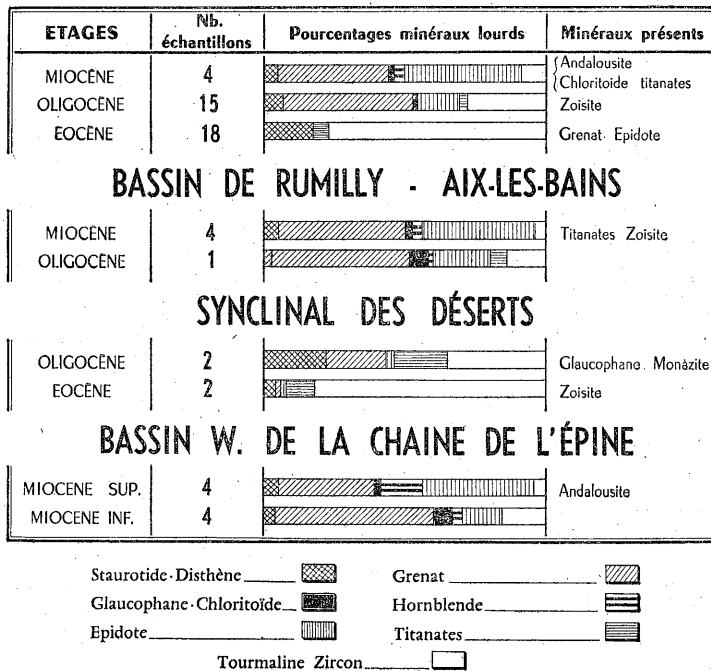 ETAGES Nb. échantillons Pourcentages minéraux lourds Minéraux présents
MIOCÈNE 4 Andalousite
Chloritoïde titanates
OLIGOCÈNE 15 Zoïsite
EOCÈNE 18 Grenat Epidote
BASSIN DE RUMILLY - AIX-LES-BAINS
MIOCÈNE 4 Titanates Zoïsite
OLIGOCÈNE 1
SYNCLINAL DES DÉSERTS
OLIGOCÈNE 2 Glaucophane Monazite
EOCÈNE 2 Zoïsite
BASSIN W. DE LA CHAINE DE L'ÉPINE
MIOCENE SUP. 4 Andalousite
MIOCENE INF. 4
Staurotide-Disthène Grenat
Glaucophane-Chloritoïde Hornblende
Epidote Titanates
Tourmaline Zircon